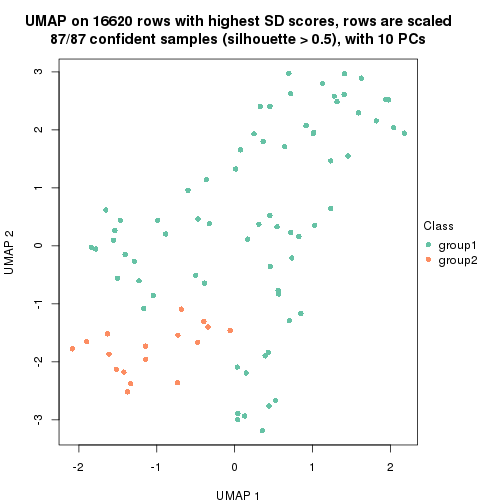 UMAP on 16620 rows with highest SD scores, rows are scaled
87/87 confident samples (silhouette > 0.5), with 10 PCs
3
2
1
0
-1
-2
-3
UMAP 2
-2
-1
0
1
2
UMAP 1
Class
group1
group2